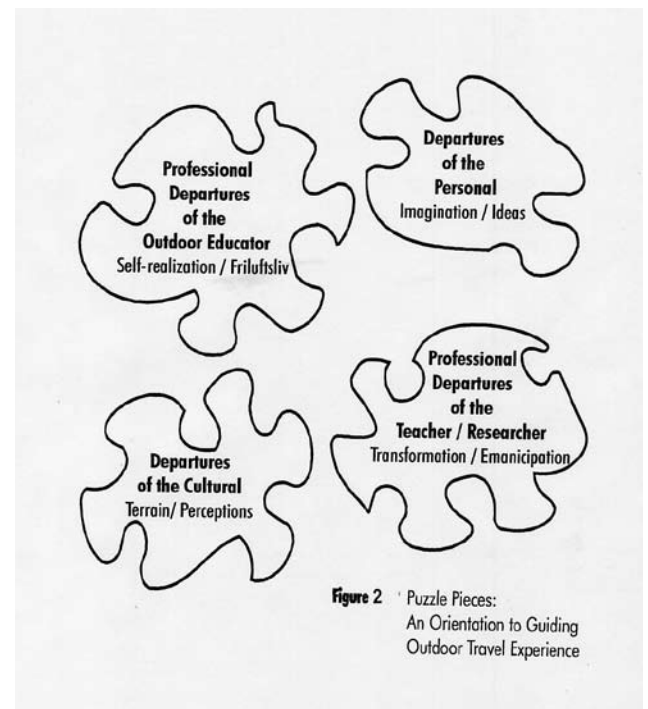 Professional
Departures
of the
Outdoor Educator
Self-realization / Friluftsliv
Departures
of the
Personal
Imagination / Ideas
Departures
of the Cultural
Terrain/ Perceptions
Professional
Departures
of the
Teacher / Researcher
Transformation / Emanicipation
Figure 2 Puzzle Pieces:
An Orientation to Guiding
Outdoor Travel Experience